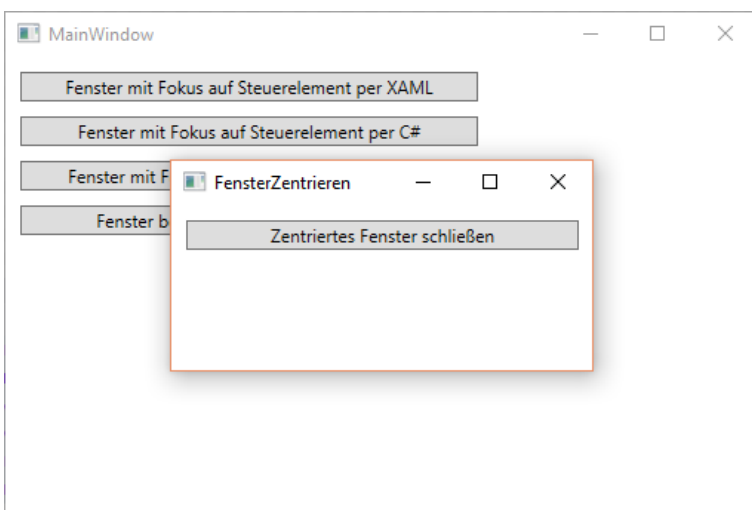 MainWindow
Fenster mit Fokus auf Steuerelement per XAML
Fenster mit Fokus auf Steuerelement per C#
Fenster mit
FensterZentrieren
Fenster
Zentriertes Fenster schließen